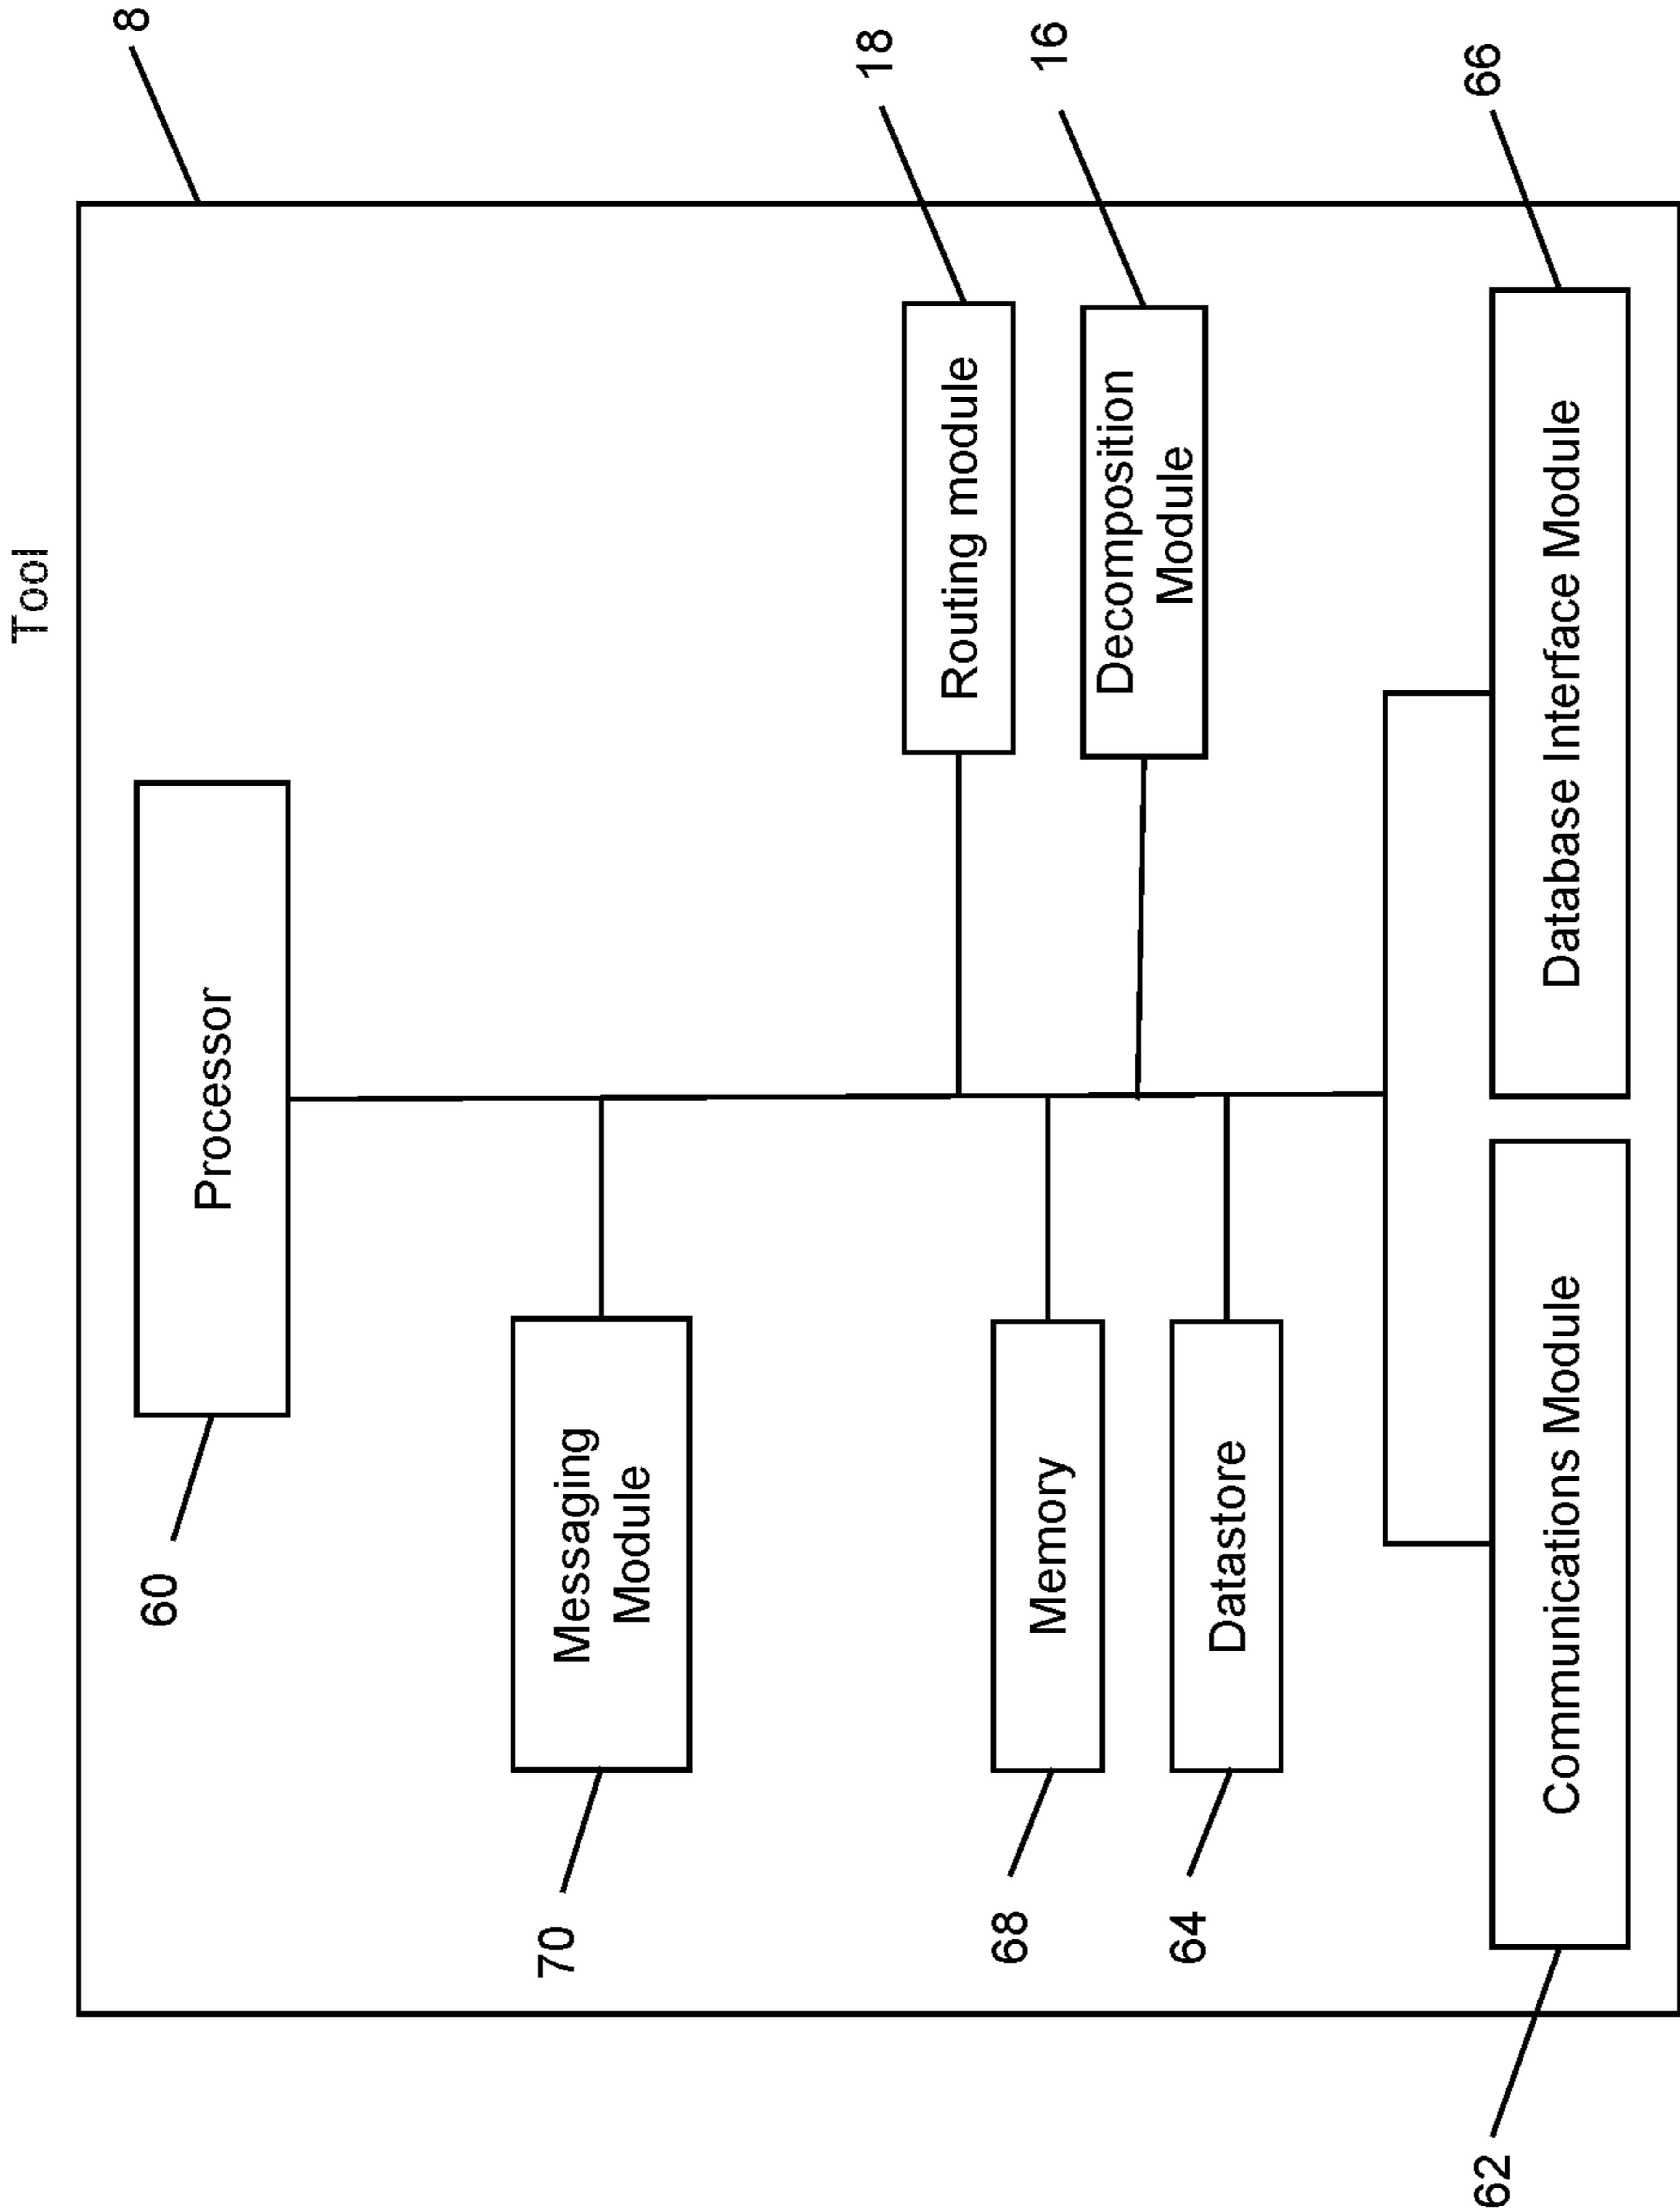 Tool
8
Processor
60
Messaging
Module
70
Routing module
18
Memory
68
Decomposition
Module
16
Datastore
64
Communications Module
62
Database Interface Module
66